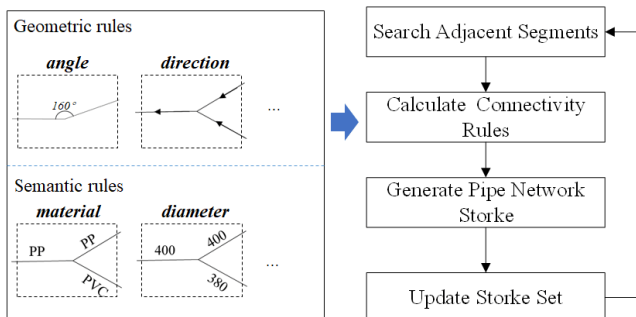 Geometric rules
angle
direction
160°
...
Semantic rules
material
diameter
PP
PP
PVC
400
400
380
...
Search Adjacent Segments
Calculate Connectivity
Rules
Generate Pipe Network
Storke
Update Storke Set